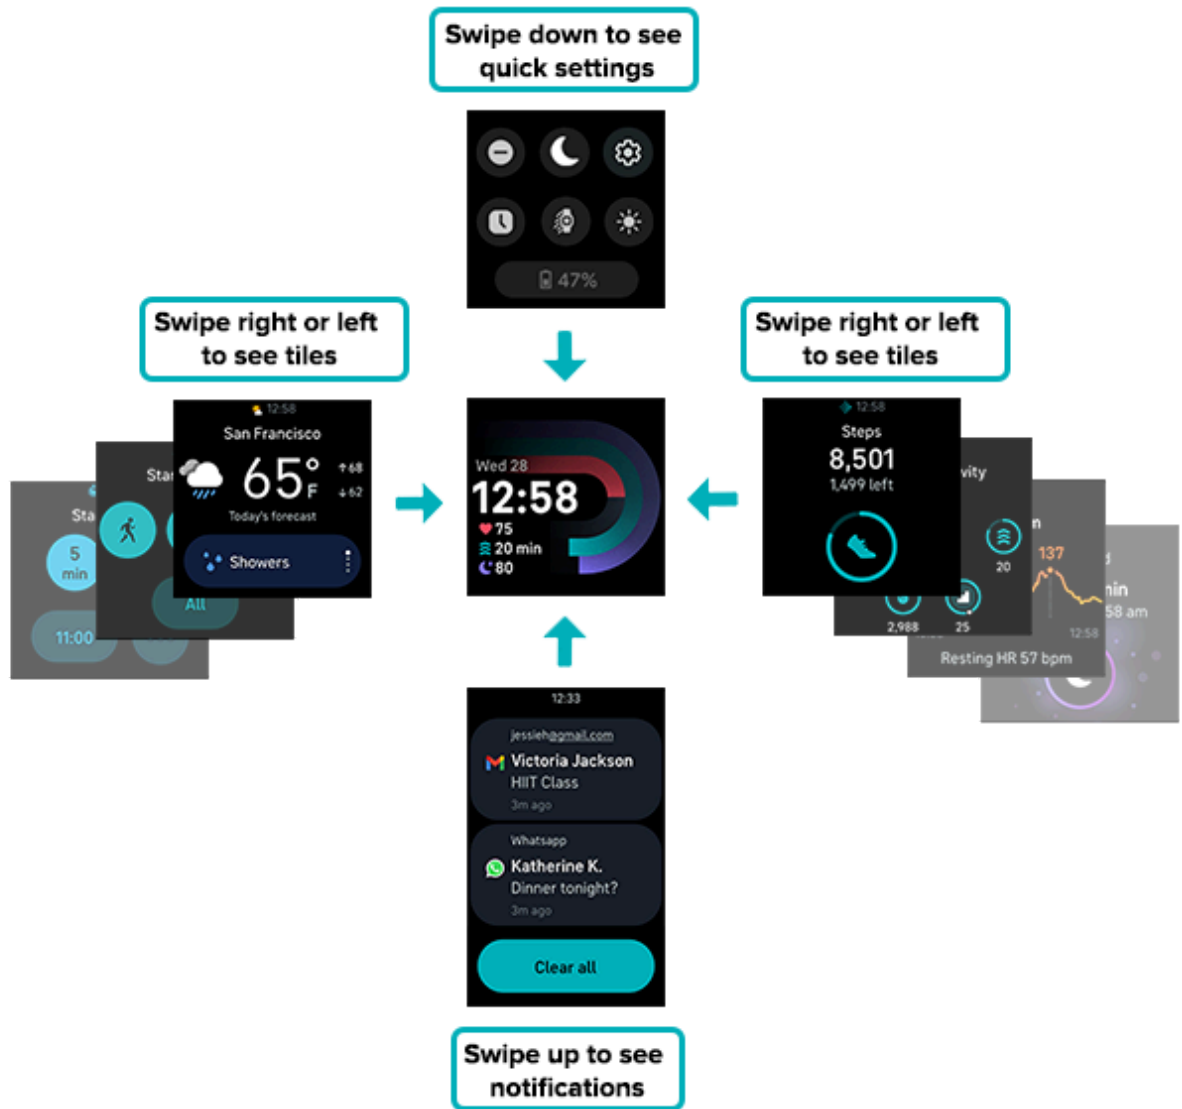 Swipe down to see
quick settings
47%
Swipe right or left
to see tiles
Swipe right or left
to see tiles
12:58
San Francisco
65°F
↑68
↓62
Today's forecast
Showers
All
5
min
11:00
Wed 28
12:58
75
20 min
80
12:58
Steps
8,501
1,499 left
20
2,988
25
137
12:58
Resting HR 57 bpm
58 am
12:33
jessieh@gmail.com
Victoria Jackson
HIIT Class
3m ago
Whatsapp
Katherine K.
Dinner tonight?
3m ago
Clear all
Swipe up to see
notifications